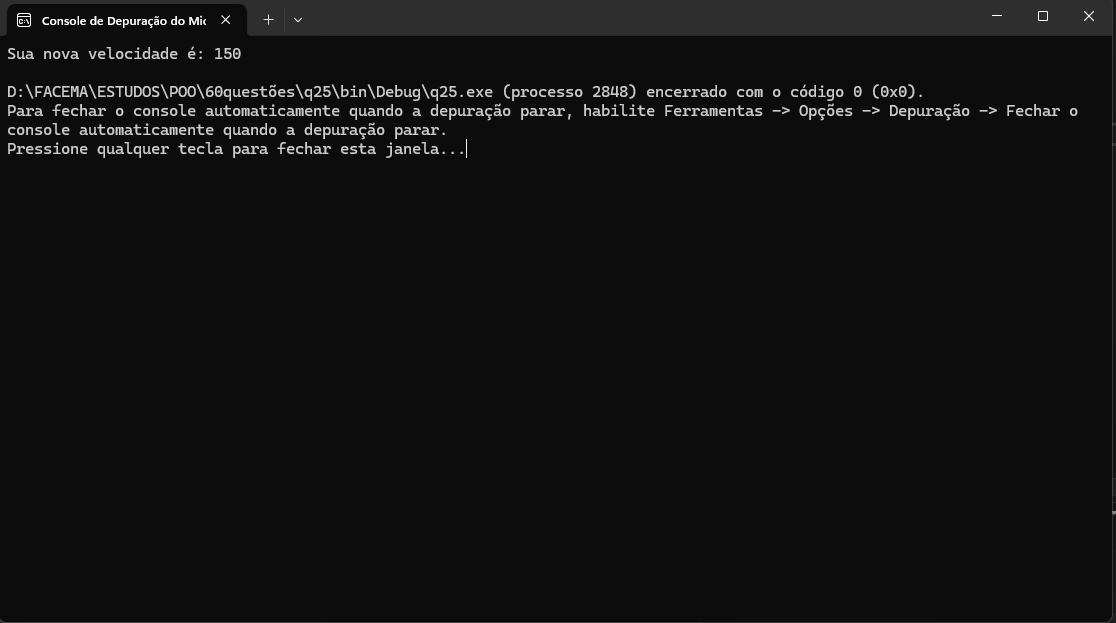 Console de Depuração do Mic
Sua nova velocidade é: 150
D:\FACEMA\ESTUDOS\POO\60questões\q25\bin\Debug\q25.exe (processo 2848) encerrado com o código 0 (0x0).
Para fechar o console automaticamente quando a depuração parar, habilite Ferramentas -> Opções -> Depuração -> Fechar o
console automaticamente quando a depuração parar.
Pressione qualquer tecla para fechar esta janela...